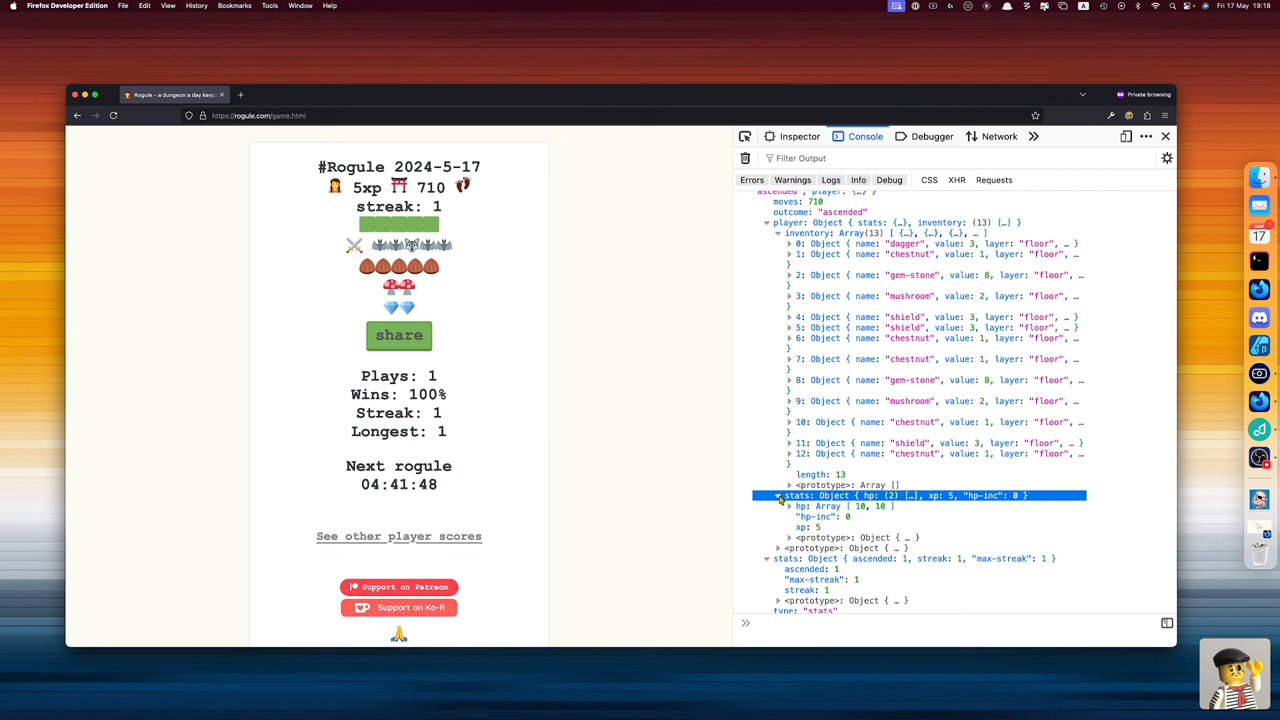 Firefox Developer Edition File Edit View History Bookmarks Tools Window Help
A
Fri 17 May 19:18
Rogule - a dungeon a day keep
Private browsing
https://rogule.com/game.html
#Rogule 2024-5-17
5xp 710
streak: 1
share
Plays: 1
Wins: 100%
Streak: 1
Longest: 1
Next rogule
04:41:48
See other player scores
Support on Patreon
Support on Ko-fi
Inspector Console Debugger Network
Filter Output
Errors Warnings Logs Info Debug CSS XHR Requests
ascended", player: {…}
moves: 710
outcome: "ascended"
player: Object { stats: {…}, inventory: (13) […] }
inventory: Array(13) [ {…}, {…}, {…}, … ]
0: Object { name: "dagger", value: 3, layer: "floor", … }
1: Object { name: "chestnut", value: 1, layer: "floor", …
}
2: Object { name: "gem-stone", value: 8, layer: "floor", …
}
3: Object { name: "mushroom", value: 2, layer: "floor", …
}
4: Object { name: "shield", value: 3, layer: "floor", … }
5: Object { name: "shield", value: 3, layer: "floor", … }
6: Object { name: "chestnut", value: 1, layer: "floor", …
}
7: Object { name: "chestnut", value: 1, layer: "floor", …
}
8: Object { name: "gem-stone", value: 8, layer: "floor", …
}
9: Object { name: "mushroom", value: 2, layer: "floor", …
}
10: Object { name: "chestnut", value: 1, layer: "floor", …
}
11: Object { name: "shield", value: 3, layer: "floor", … }
12: Object { name: "chestnut", value: 1, layer: "floor", …
}
length: 13
<prototype>: Array []
stats: Object { hp: (2) […], xp: 5, "hp-inc": 0 }
hp: Array [ 10, 10 ]
"hp-inc": 0
xp: 5
<prototype>: Object { … }
<prototype>: Object { … }
stats: Object { ascended: 1, streak: 1, "max-streak": 1 }
ascended: 1
"max-streak": 1
streak: 1
<prototype>: Object { … }
type: "stats"
17